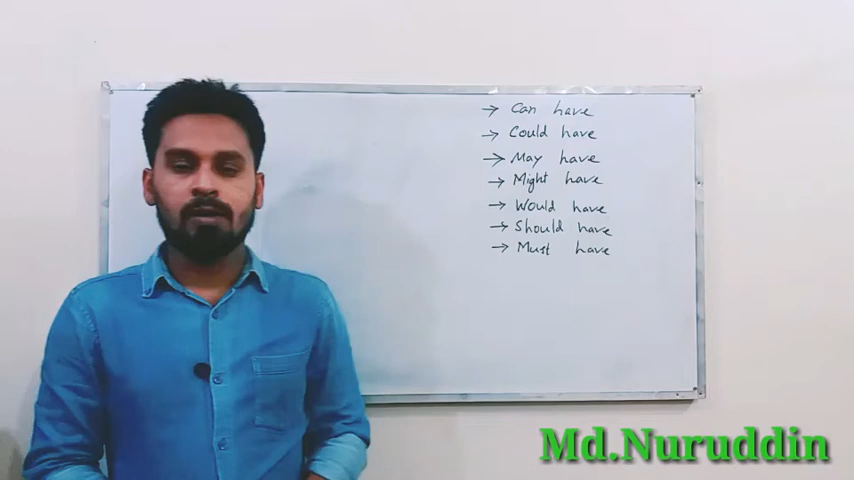 → Can have
→ Could have
→ May have
→ Might have
→ Would have
→ Should have
→ Must have
Md.Nuruddin